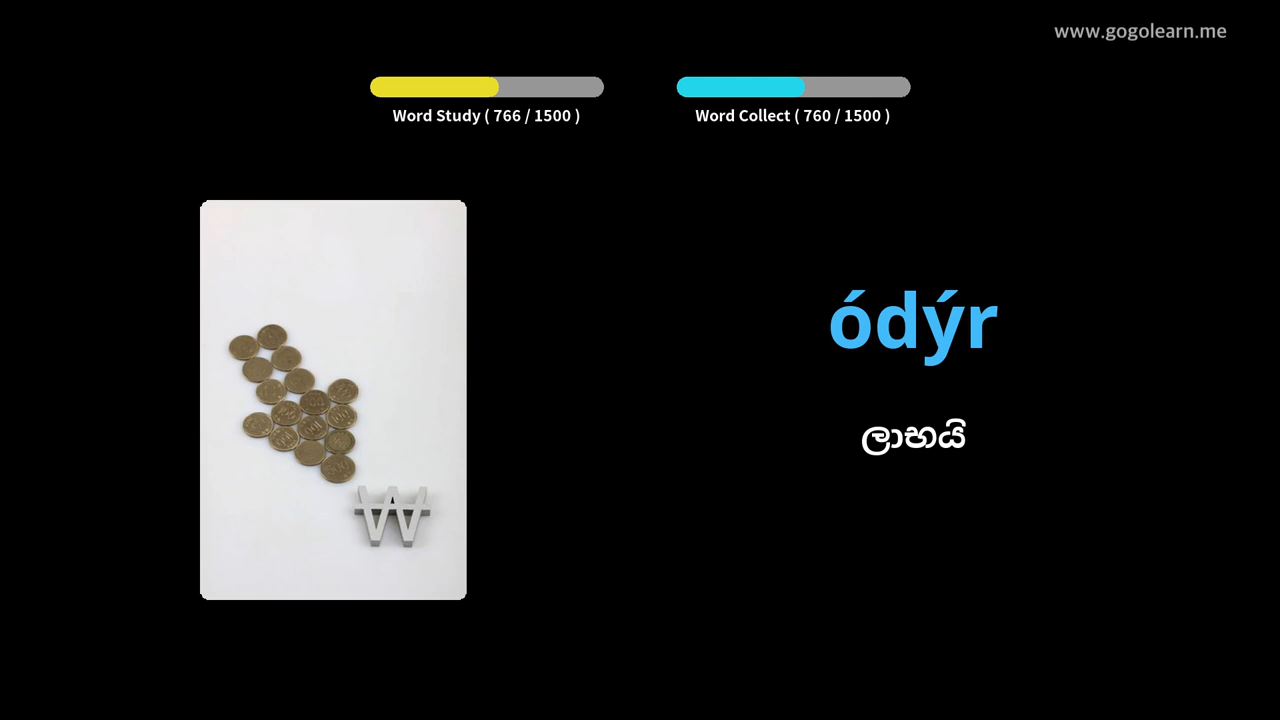 www.gogolearn.me
Word Study ( 766 / 1500 )
Word Collect ( 760 / 1500 )
ódýr
ලාභයි
₩